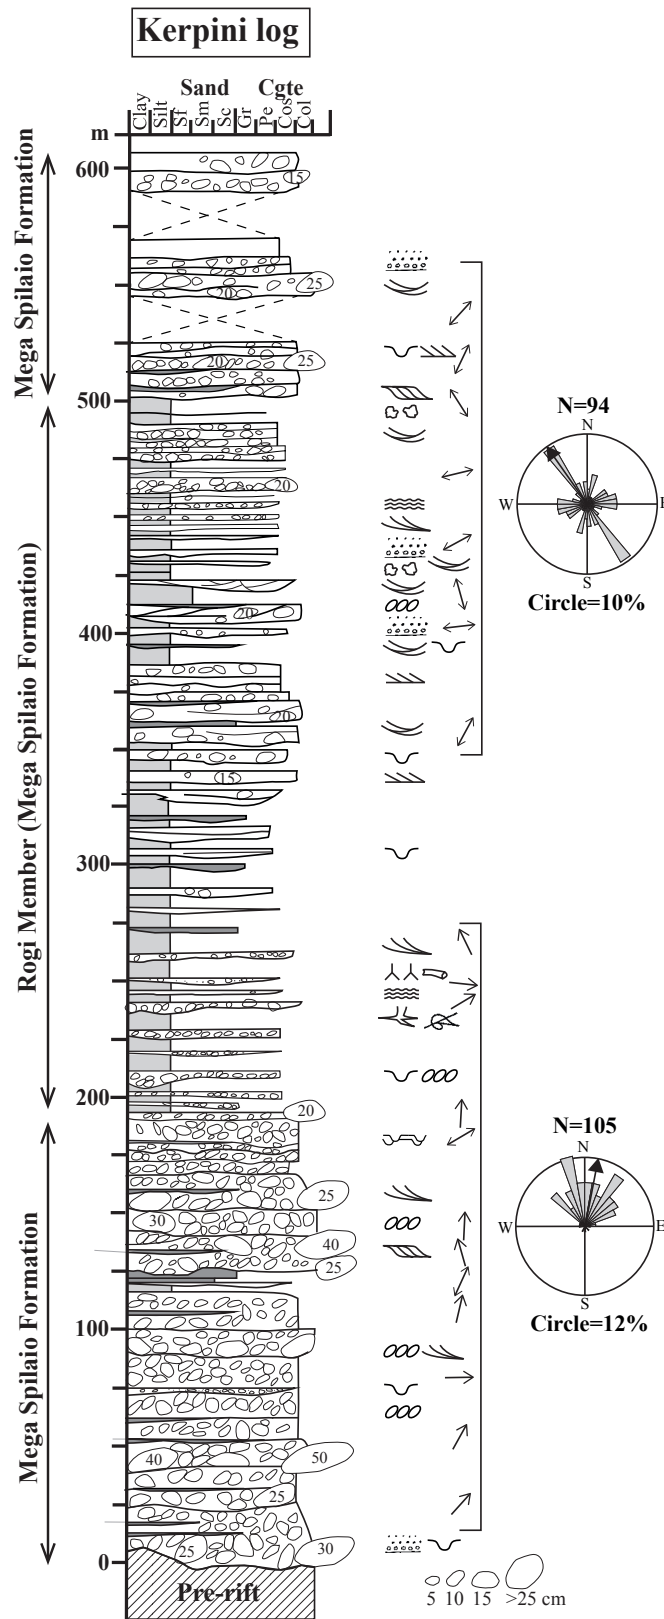 Kerpini log
Sand Cgte
Clay Silt Sf Sm Sc Gr Pe Cos Col
m
600
15
25
20
20
25
500
20
20
400
20
15
300
200
20
25
30
40
25
100
40
50
25
25
30
0
Pre-rift
Mega Spilaio Formation
Rogi Member (Mega Spilaio Formation)
Mega Spilaio Formation
N=94
N
W E
S
Circle=10%
N=105
N
W E
S
Circle=12%
5 10 15 >25 cm